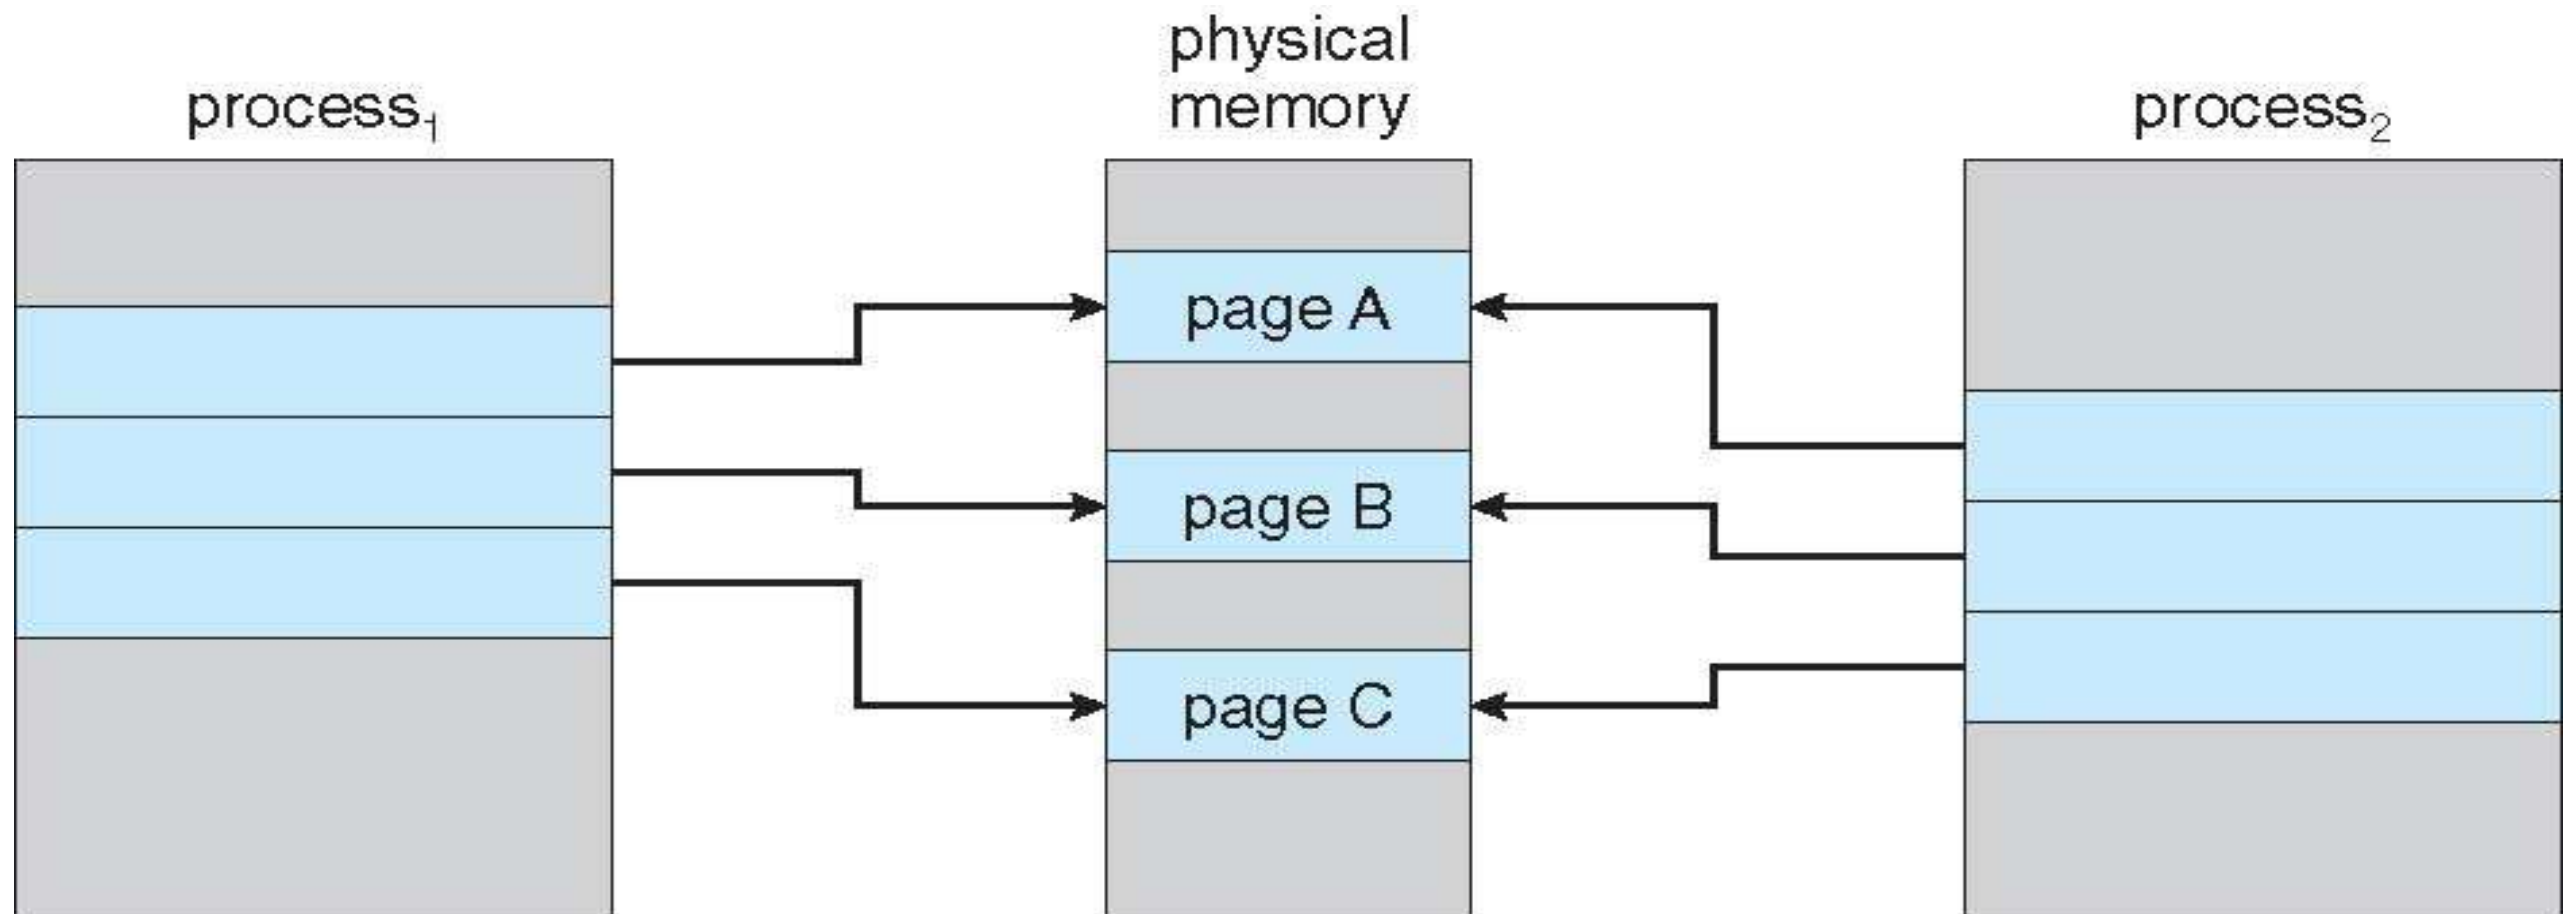 physical
memory
process₁
process₂
page A
page B
page C